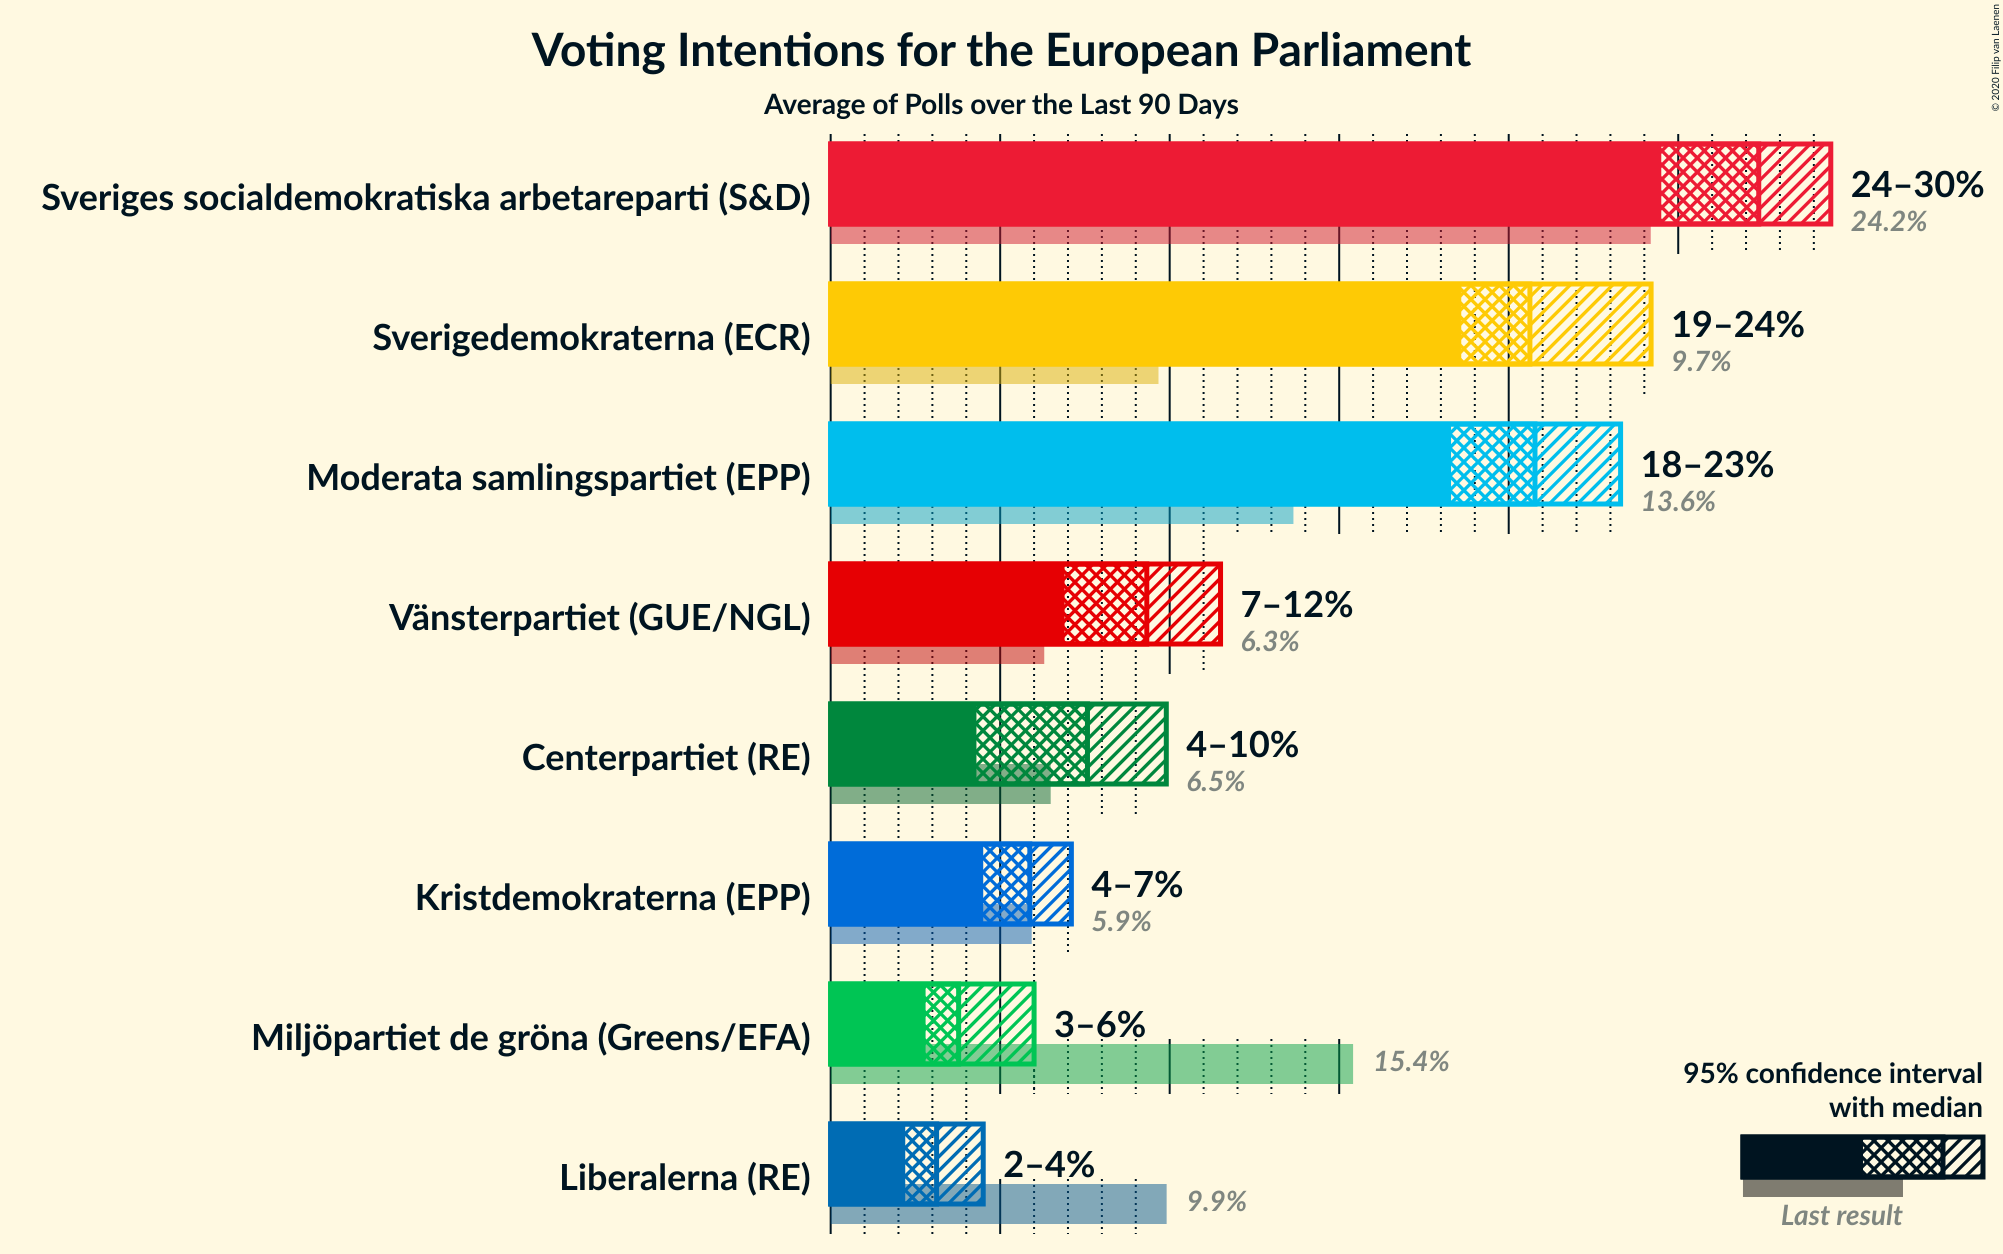 Voting Intentions for the European Parliament
Average of Polls over the Last 90 Days
© 2020 Filip van Laenen
Sveriges socialdemokratiska arbetareparti (S&D)
24–30%
24.2%
Sverigedemokraterna (ECR)
19–24%
9.7%
Moderata samlingspartiet (EPP)
18–23%
13.6%
Vänsterpartiet (GUE/NGL)
7–12%
6.3%
Centerpartiet (RE)
4–10%
6.5%
Kristdemokraterna (EPP)
4–7%
5.9%
Miljöpartiet de gröna (Greens/EFA)
3–6%
15.4%
Liberalerna (RE)
2–4%
9.9%
95% confidence interval
with median
Last result